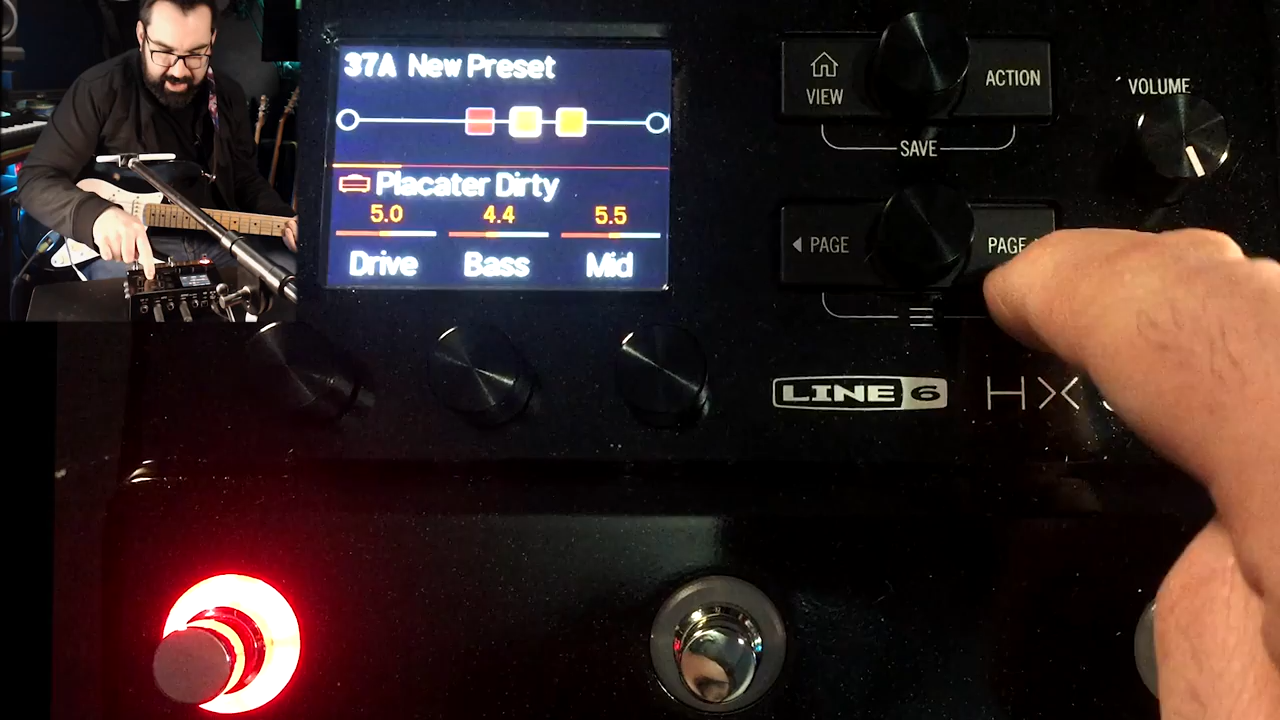 37A New Preset
Placater Dirty
5.0 4.4 5.5
Drive Bass Mid
VIEW
ACTION
VOLUME
SAVE
PAGE
PAGE
LINE 6
HX